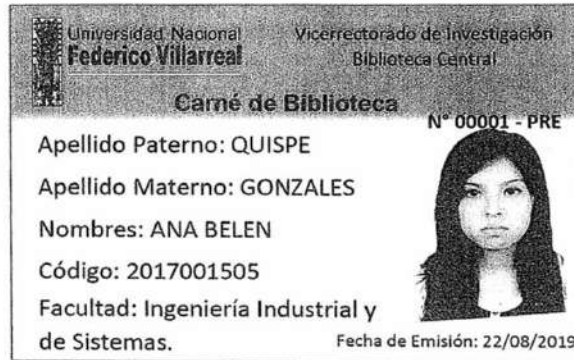 Universidad Nacional
Federico Villarreal
Vicerrectorado de Investigación
Biblioteca Central
Carné de Biblioteca
N° 00001 - PRE
Apellido Paterno: QUISPE
Apellido Materno: GONZALES
Nombres: ANA BELEN
Código: 2017001505
Facultad: Ingeniería Industrial y
de Sistemas.
Fecha de Emisión: 22/08/2019